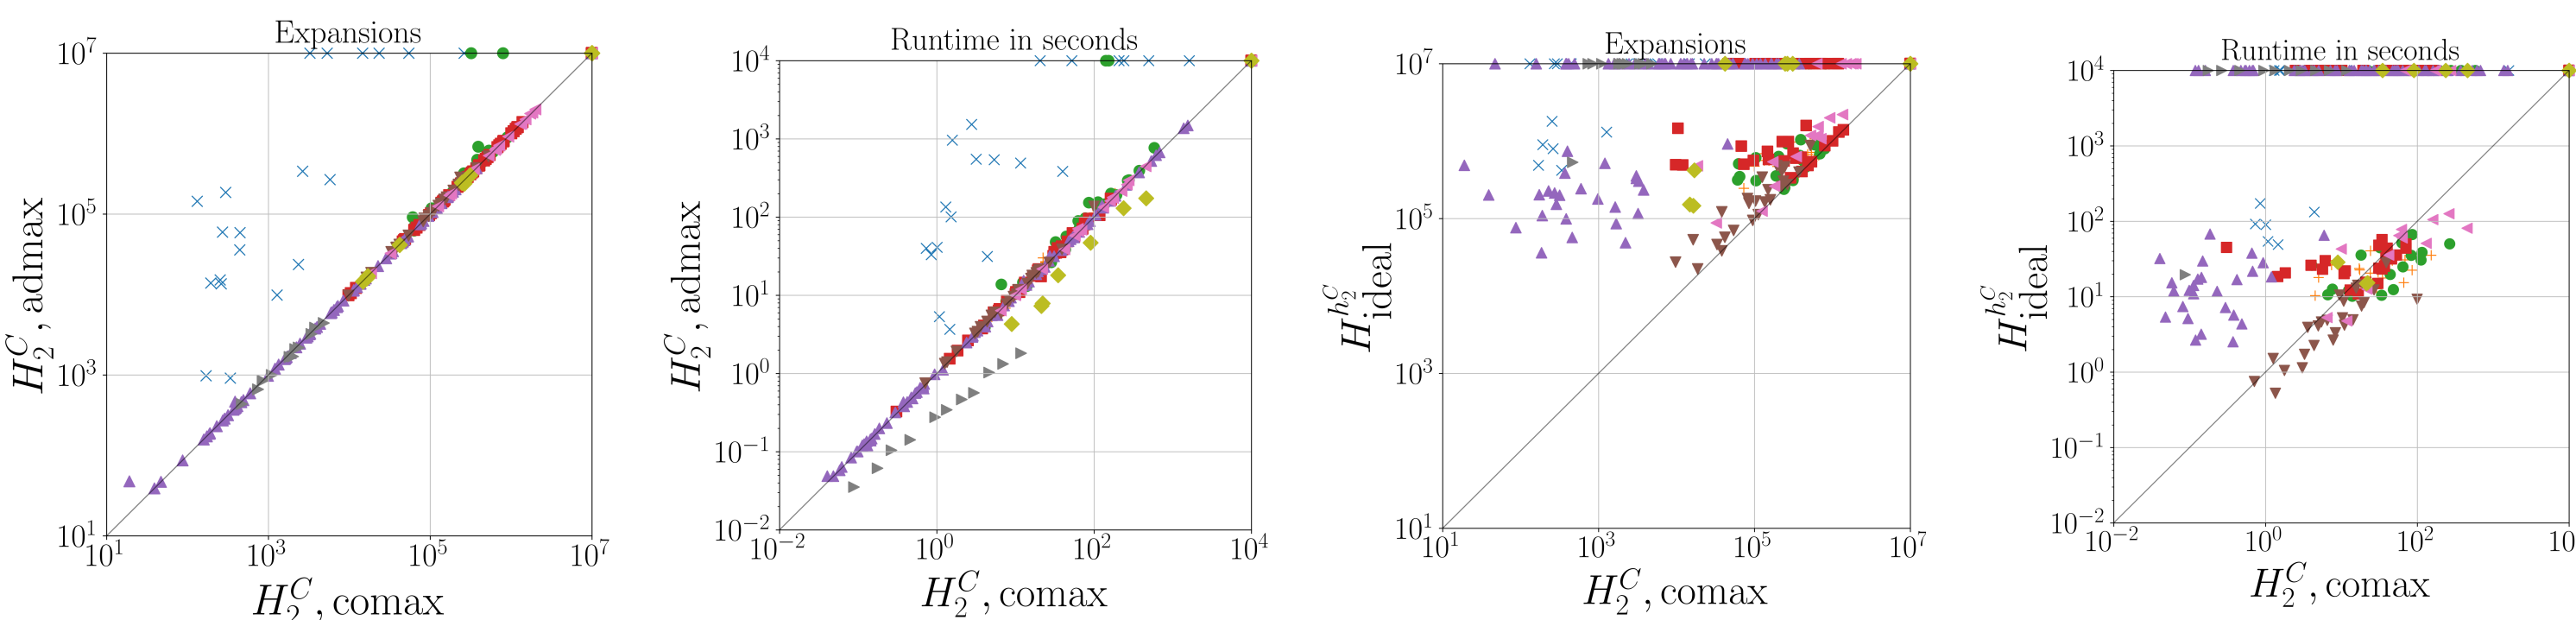 Expansions
10^7
10^5
10^3
10^1
10^1 10^3 10^5 10^7
H_2^C, admax
H_2^C, comax
Runtime in seconds
10^4
10^3
10^2
10^1
10^0
10^{-1}
10^{-2}
10^{-2} 10^0 10^2 10^4
H_2^C, admax
H_2^C, comax
Expansions
10^7
10^5
10^3
10^1
10^1 10^3 10^5 10^7
H_{ideal}^{h_2^C}
H_2^C, comax
Runtime in seconds
10^4
10^3
10^2
10^1
10^0
10^{-1}
10^{-2}
10^{-2} 10^0 10^2
H_{ideal}^{h_2^C}
H_2^C, comax